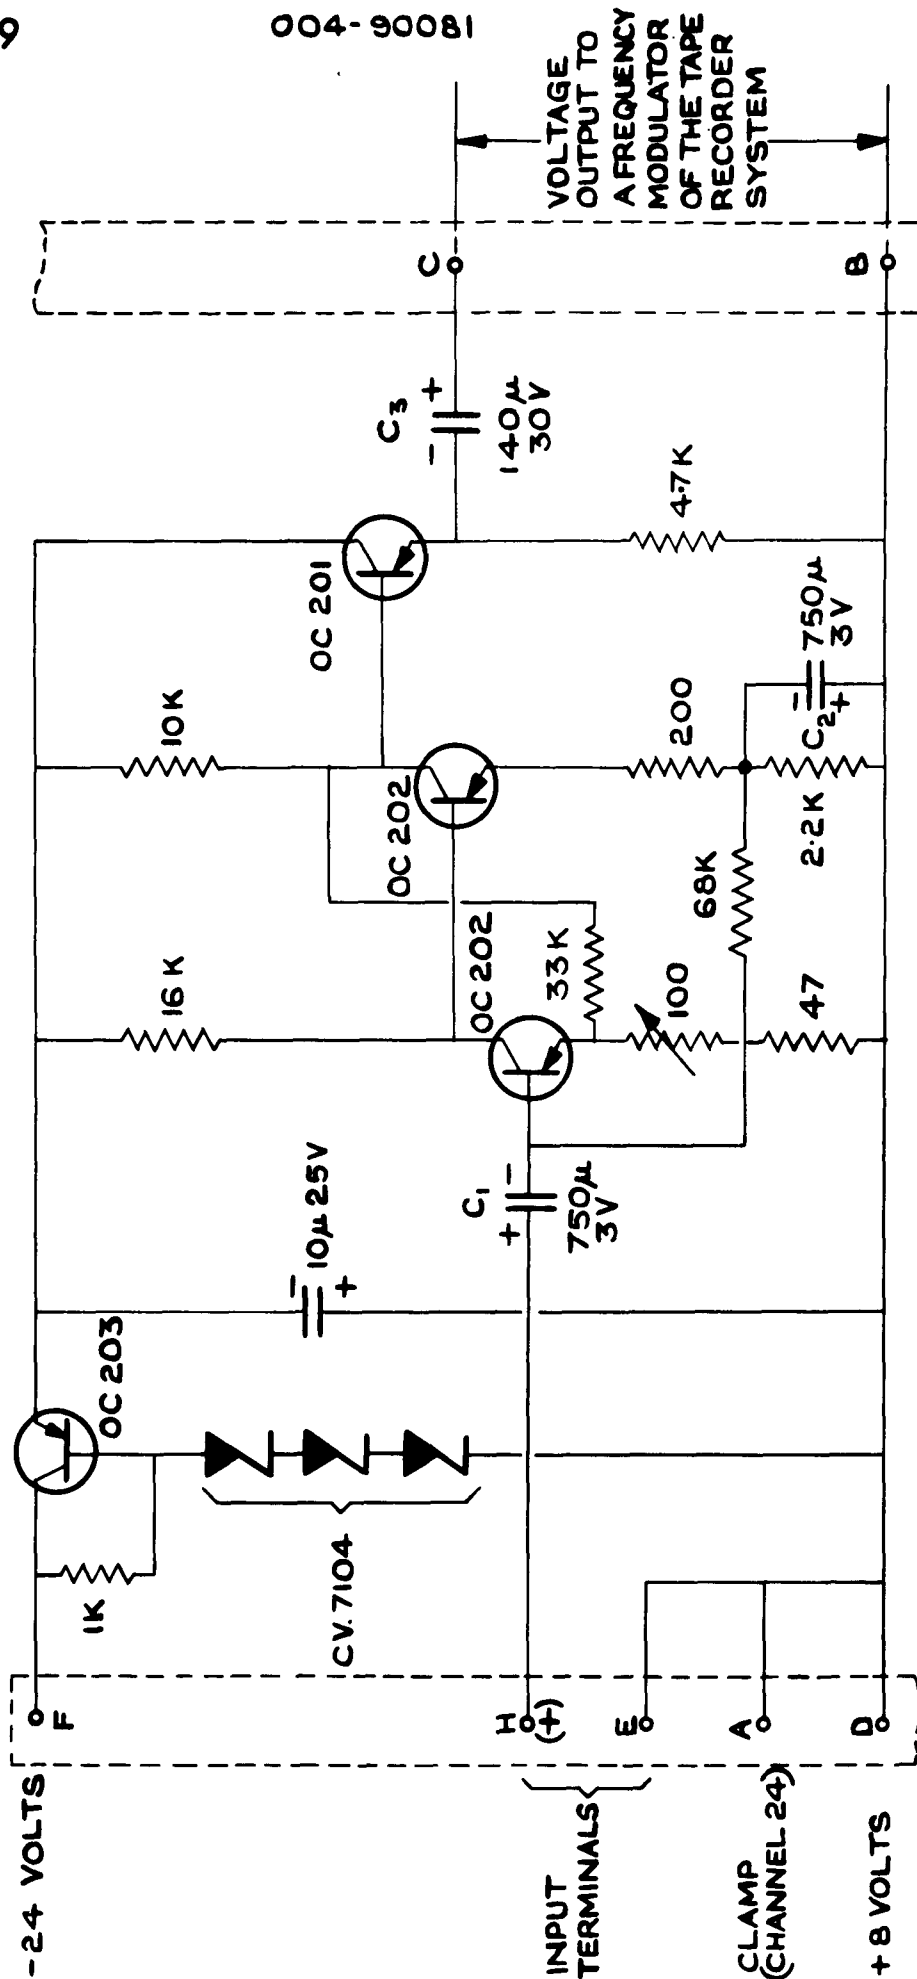 9
004-90081
VOLTAGE
OUTPUT TO
A FREQUENCY
MODULATOR
OF THE TAPE
RECORDER
SYSTEM
C
B
C3
- +
140μ
30V
4.7K
OC 201
10K
OC 202
200
C2
- +
750μ
3V
2.2K
68K
16K
OC 202
33K
100
47
C1
+ -
750μ
3V
10μ 25V
- +
OC 203
1K
CV.7104
F
H
(+)
E
A
D
-24 VOLTS
INPUT
TERMINALS
CLAMP
(CHANNEL 24)
+8 VOLTS